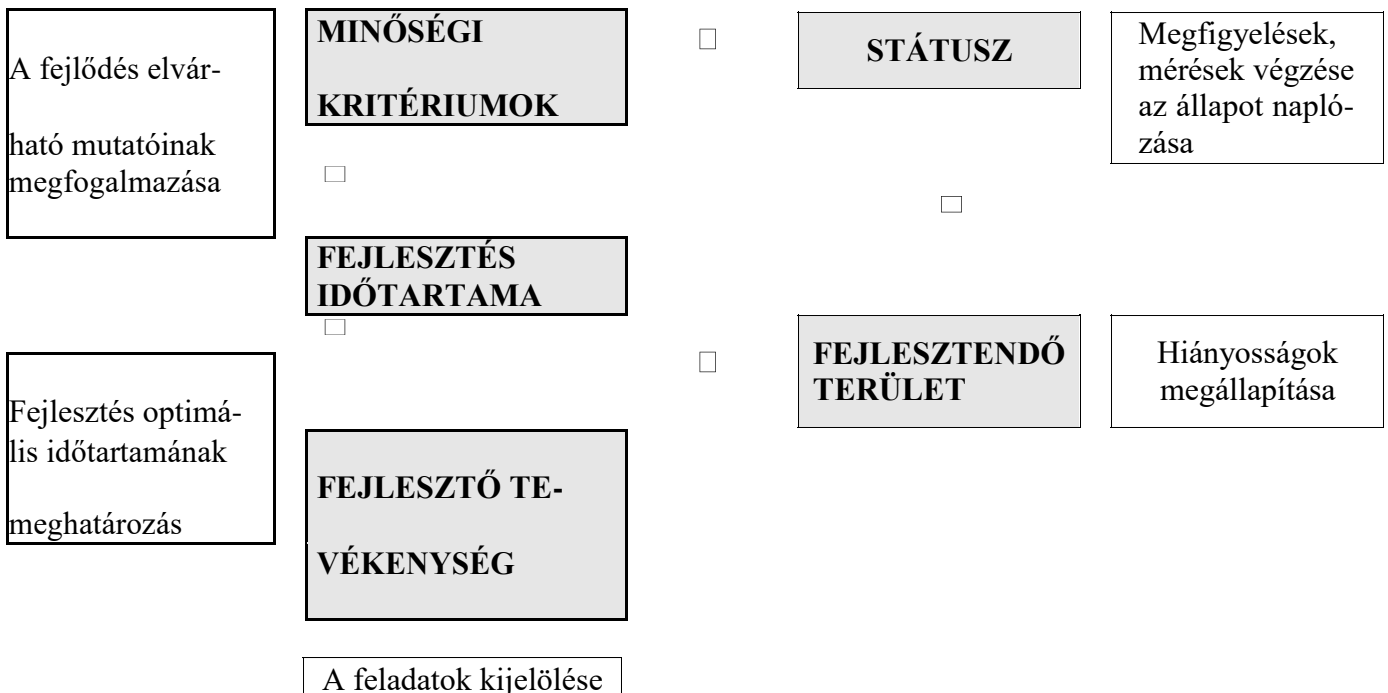 A fejlődés elvár-
ható mutatóinak
megfogalmazása
MINŐSÉGI
KRITÉRIUMOK
STÁTUSZ
Megfigyelések,
mérések végzése
az állapot napló-
zása
FEJLESZTÉS
IDŐTARTAMA
Fejlesztés optimá-
lis időtartamának
meghatározás
FEJLESZTŐ TE-
VÉKENYSÉG
FEJLESZTENDŐ
TERÜLET
Hiányosságok
megállapítása
A feladatok kijelölése